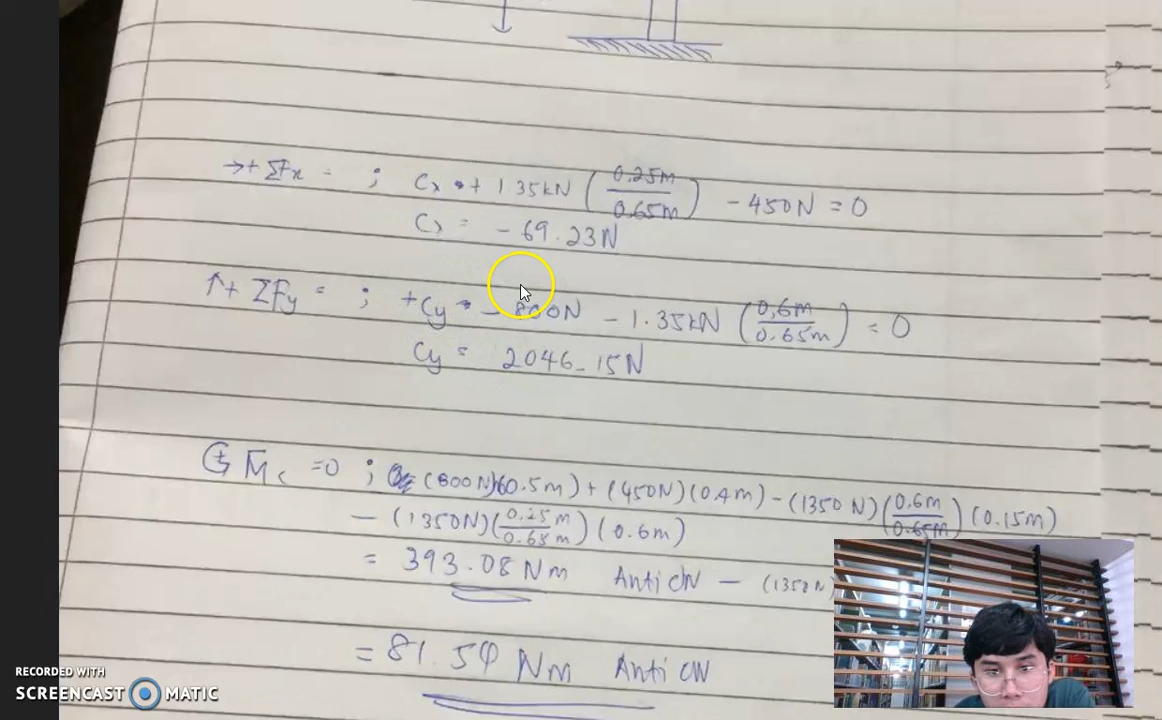 →+ ΣFx = ; Cx + 1.35kN (0.25m/0.65m) - 450N = 0
Cx = - 69.23N
↑+ ΣFy = ; +Cy - 800N - 1.35kN (0,6m/0.65m) = 0
Cy = 2046.15N
+ Mc =0 ; (800N)(0.5m) + (450N)(0.4m) - (1350N)(0.6m/0.65m)(0.15m)
- (1350N)(0.25m/0.65m)(0.6m)
= 393.08 Nm Anti CW - (1350N)
= 81.54 Nm Anti CW
RECORDED WITH
SCREENCAST MATIC